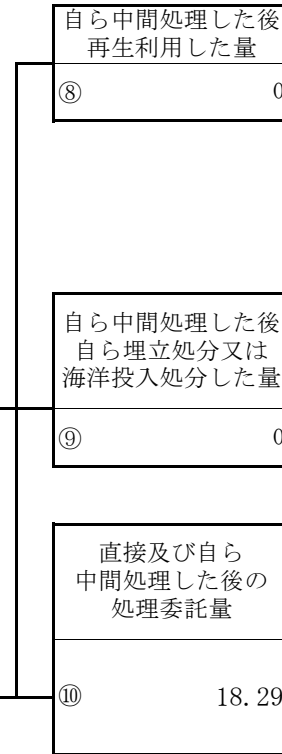 自ら中間処理した後
再生利用した量
⑧ 0
自ら中間処理した後
自ら埋立処分又は
海洋投入処分した量
⑨ 0
直接及び自ら
中間処理した後の
処理委託量
⑩ 18.29